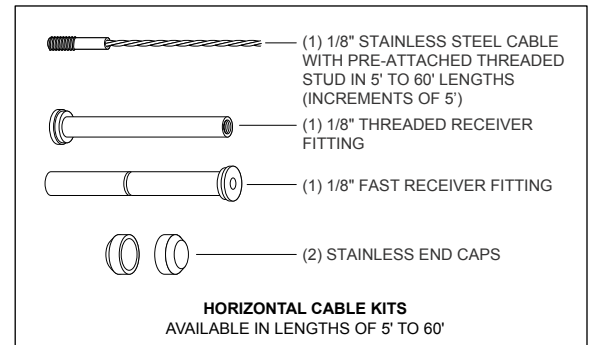 (1) 1/8" STAINLESS STEEL CABLE
WITH PRE-ATTACHED THREADED
STUD IN 5' TO 60' LENGTHS
(INCREMENTS OF 5')
(1) 1/8" THREADED RECEIVER
FITTING
(1) 1/8" FAST RECEIVER FITTING
(2) STAINLESS END CAPS
HORIZONTAL CABLE KITS
AVAILABLE IN LENGTHS OF 5' TO 60'